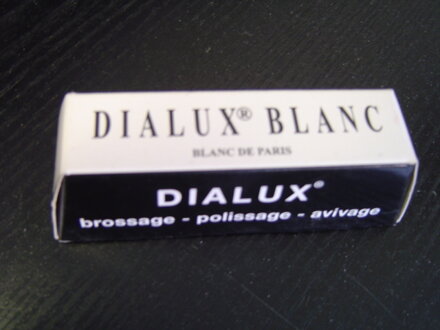 DIALUX® BLANC
BLANC DE PARIS
DIALUX®
brossage - polissage - avivage